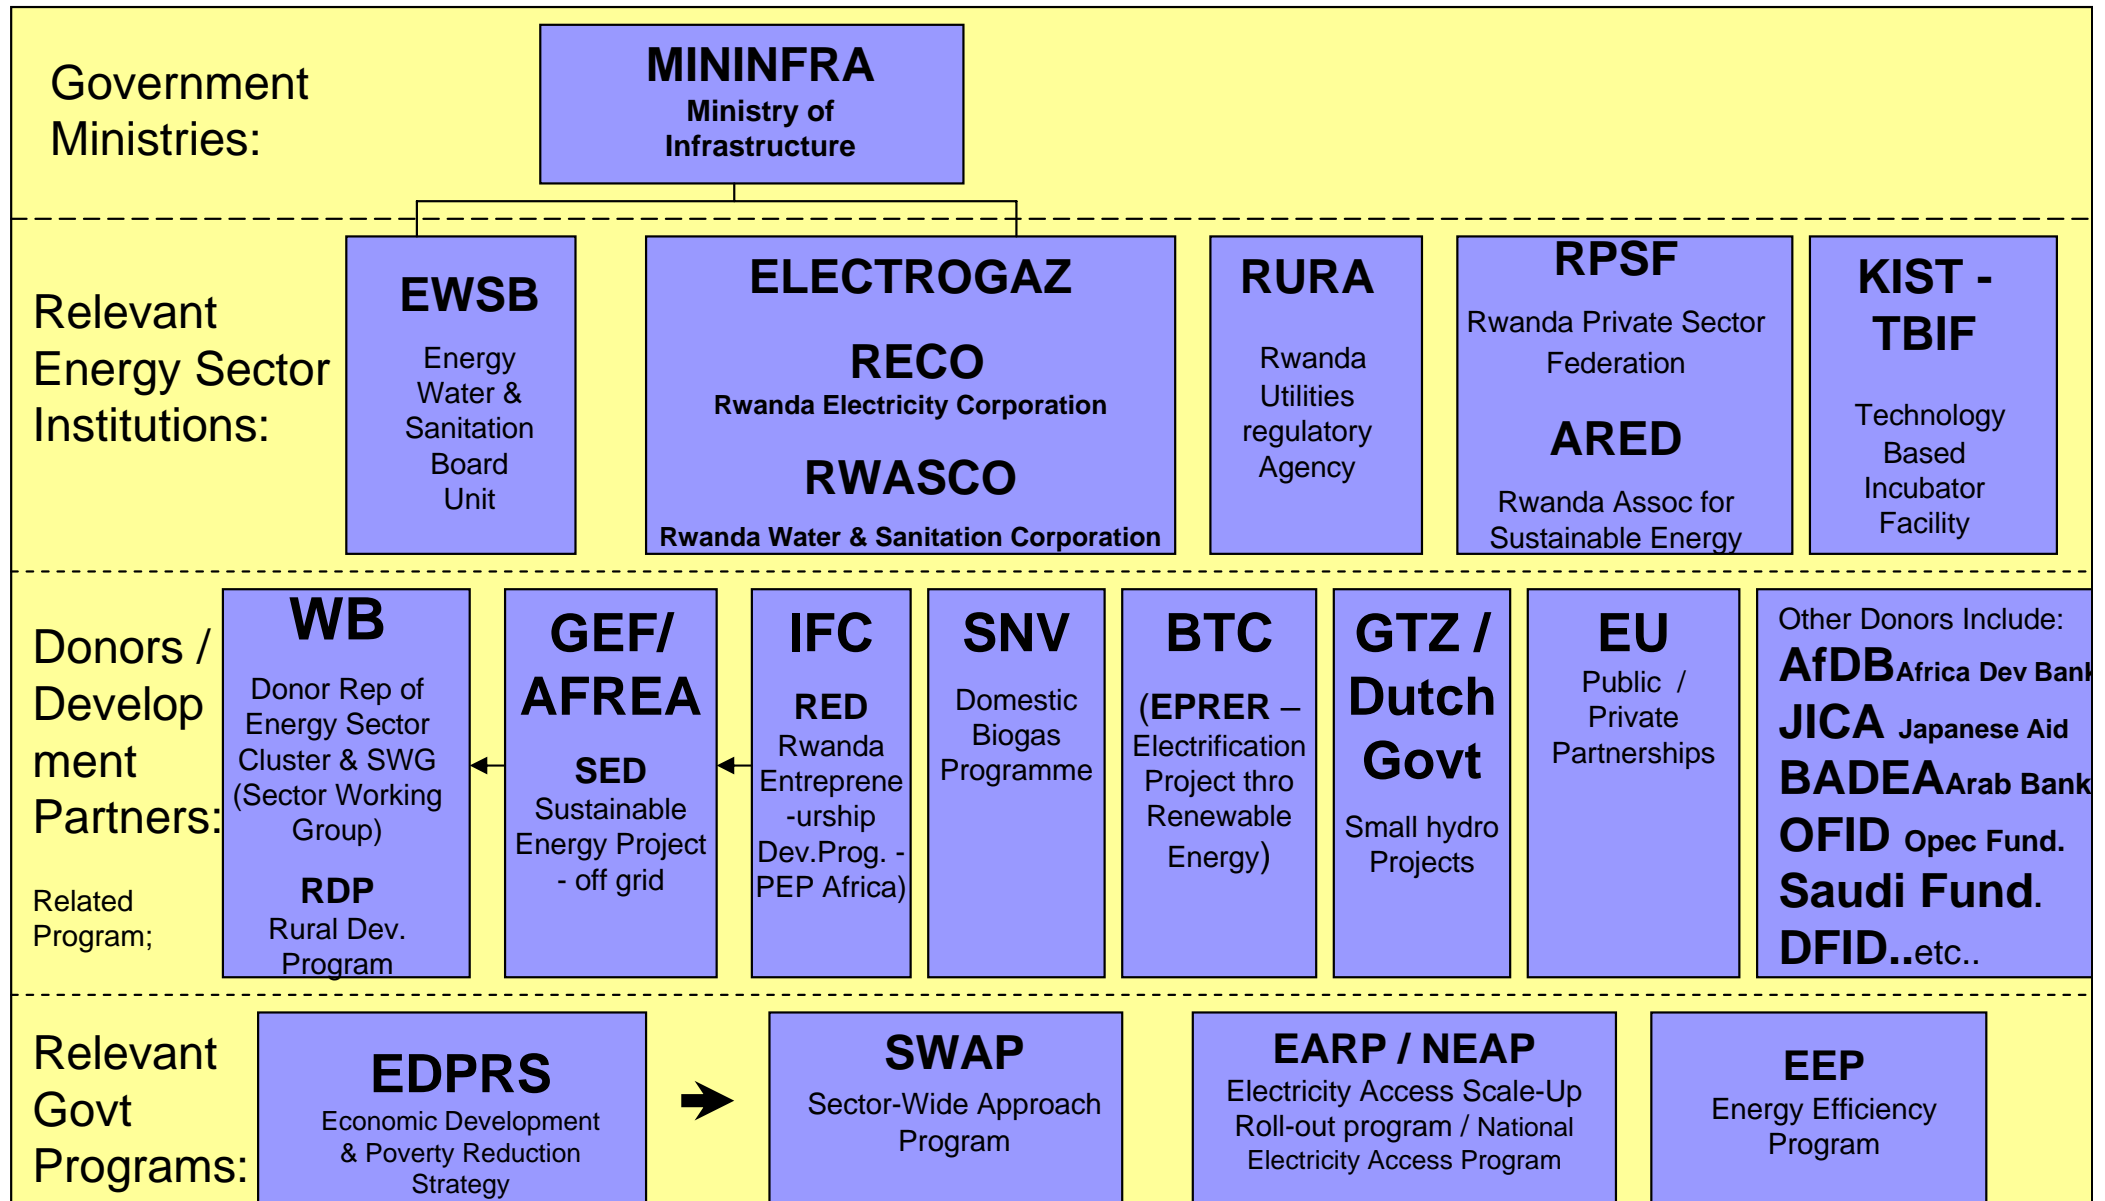 Government
Ministries:
MININFRA
Ministry of
Infrastructure
Relevant
Energy Sector
Institutions:
EWSB
Energy
Water &
Sanitation
Board
Unit
ELECTROGAZ
RECO
Rwanda Electricity Corporation
RWASCO
Rwanda Water & Sanitation Corporation
RURA
Rwanda
Utilities
regulatory
Agency
RPSF
Rwanda Private Sector
Federation
ARED
Rwanda Assoc for
Sustainable Energy
KIST -
TBIF
Technology
Based
Incubator
Facility
Donors /
Develop
ment
Partners:
Related
Program;
WB
Donor Rep of
Energy Sector
Cluster & SWG
(Sector Working
Group)
RDP
Rural Dev.
Program
GEF/
AFREA
SED
Sustainable
Energy Project
- off grid
IFC
RED
Rwanda
Entreprene
-urship
Dev.Prog. -
PEP Africa)
SNV
Domestic
Biogas
Programme
BTC
(EPRER –
Electrification
Project thro
Renewable
Energy)
GTZ /
Dutch
Govt
Small hydro
Projects
EU
Public /
Private
Partnerships
Other Donors Include:
AfDB Africa Dev Bank
JICA Japanese Aid
BADEA Arab Bank
OFID Opec Fund.
Saudi Fund.
DFID..etc..
Relevant
Govt
Programs:
EDPRS
Economic Development
& Poverty Reduction
Strategy
SWAP
Sector-Wide Approach
Program
EARP / NEAP
Electricity Access Scale-Up
Roll-out program / National
Electricity Access Program
EEP
Energy Efficiency
Program